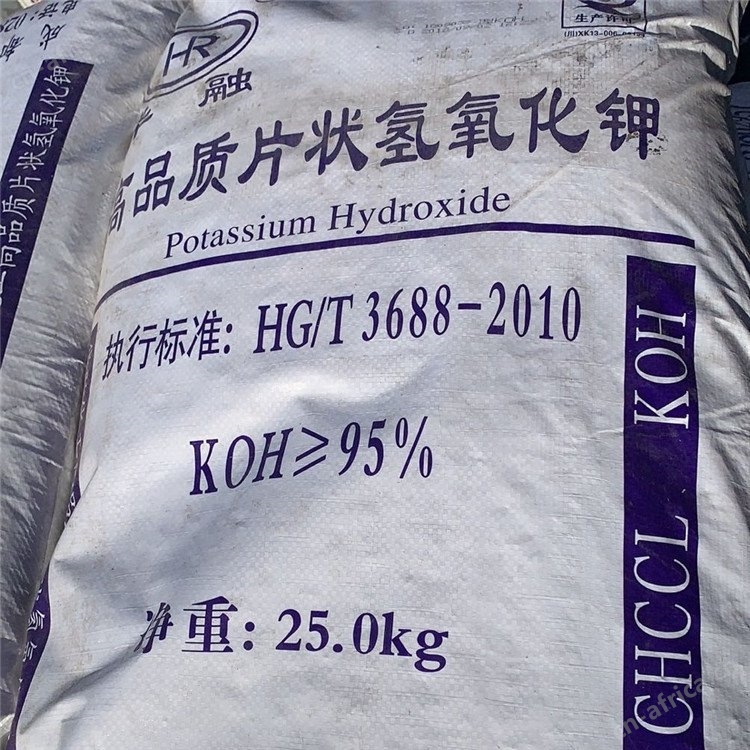 HR
融
生产许可
高品质片状氢氧化钾
Potassium Hydroxide
执行标准: HG/T 3688-2010
KOH≥95%
净重: 25.0kg
CHCCL KOH
高品质片状氢氧化钾